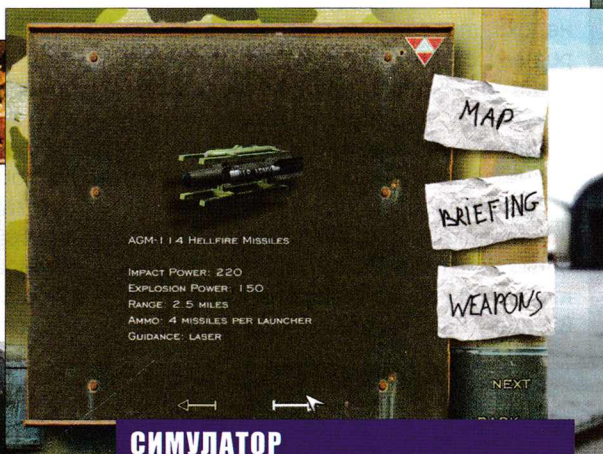 MAP
BRIEFING
WEAPONS
AGM-114 HELLFIRE MISSILES
IMPACT POWER: 220
EXPLOSION POWER: 150
RANGE: 2.5 MILES
AMMO: 4 MISSILES PER LAUNCHER
GUIDANCE: LASER
NEXT
СИМУЛАТОР